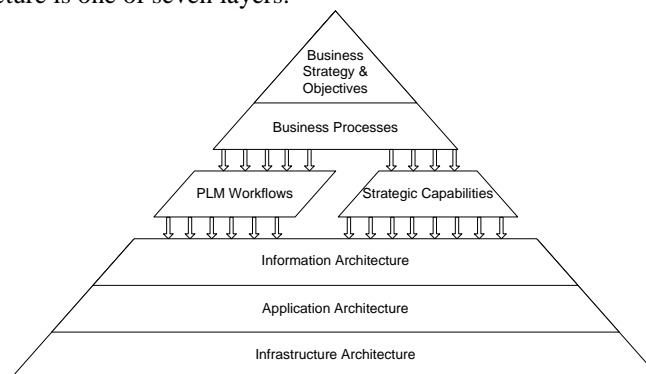 cture is one of seven layers.
Business
Strategy &
Objectives
Business Processes
PLM Workflows
Strategic Capabilities
Information Architecture
Application Architecture
Infrastructure Architecture